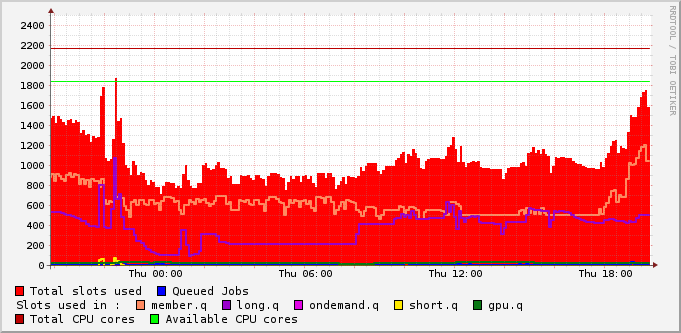 2400
2200
2000
1800
1600
1400
1200
1000
800
600
400
200
0
Thu 00:00 Thu 06:00 Thu 12:00 Thu 18:00
Total slots used Queued Jobs
Slots used in : member.q long.q ondemand.q short.q gpu.q
Total CPU cores Available CPU cores
RRDTOOL / TOBI OETIKER